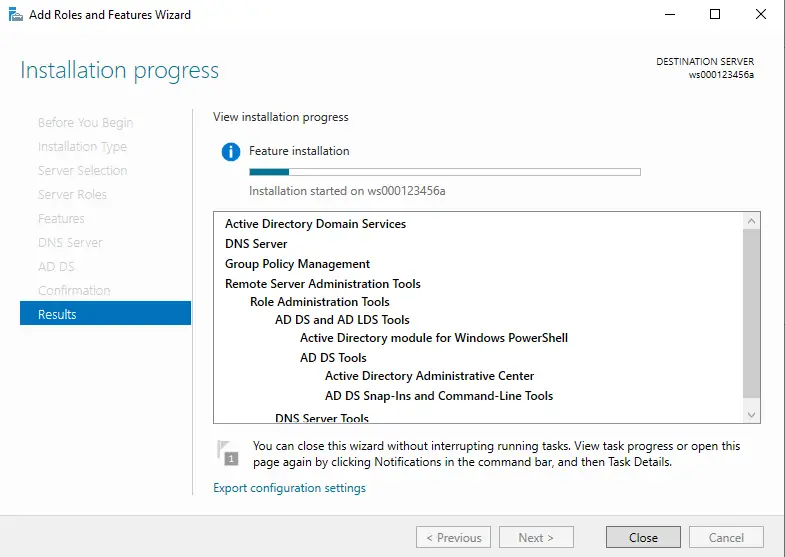 Add Roles and Features Wizard
Installation progress
DESTINATION SERVER
ws000123456a
Before You Begin
Installation Type
Server Selection
Server Roles
Features
DNS Server
AD DS
Confirmation
Results
View installation progress
Feature installation
Installation started on ws000123456a
Active Directory Domain Services
DNS Server
Group Policy Management
Remote Server Administration Tools
Role Administration Tools
AD DS and AD LDS Tools
Active Directory module for Windows PowerShell
AD DS Tools
Active Directory Administrative Center
AD DS Snap-Ins and Command-Line Tools
DNS Server Tools
1
You can close this wizard without interrupting running tasks. View task progress or open this
page again by clicking Notifications in the command bar, and then Task Details.
Export configuration settings
< Previous
Next >
Close
Cancel